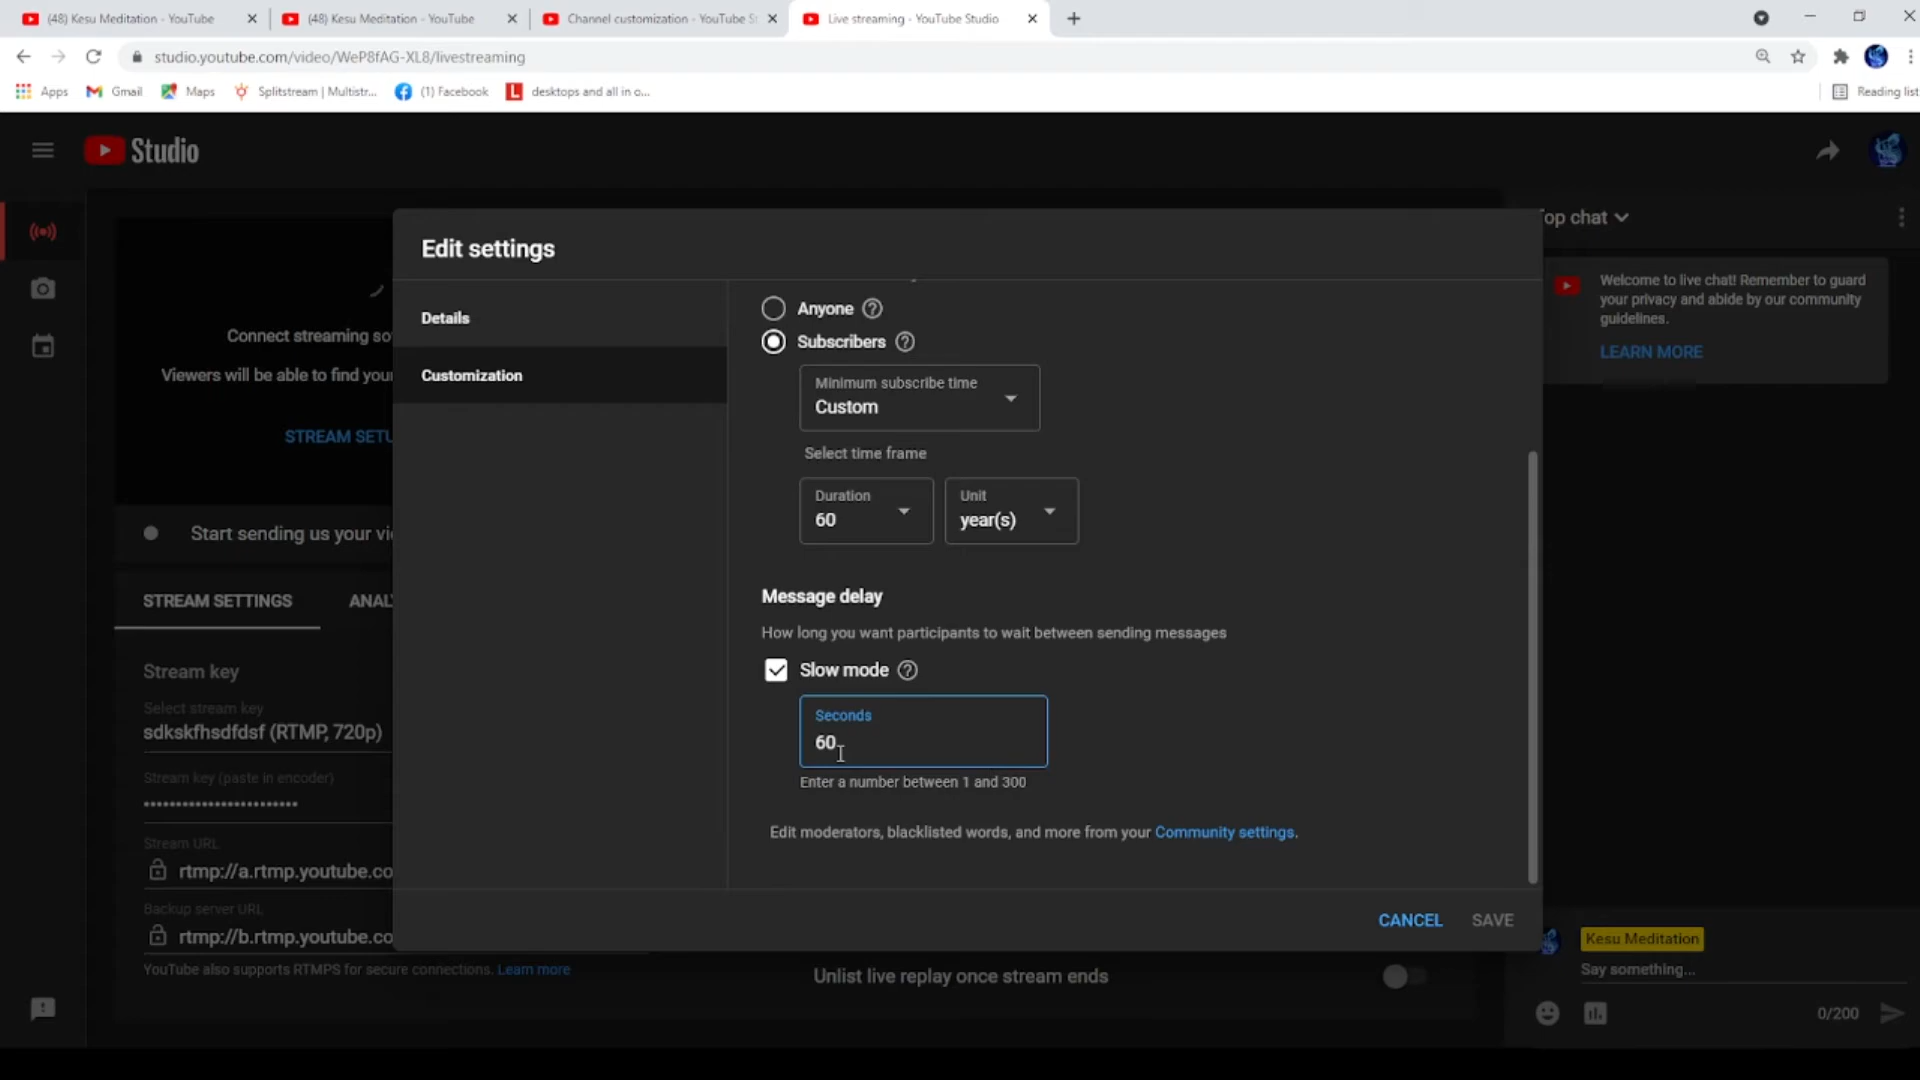 (48) Kesu Meditation - YouTube
(48) Kesu Meditation - YouTube
Channel customization - YouTube S
Live streaming - YouTube Studio
studio.youtube.com/video/WeP8fAG-XL8/livestreaming
Apps
Gmail
Maps
Splitstream | Multistr...
(1) Facebook
desktops and all in o...
Reading list
Studio
Edit settings
Details
Customization
Anyone
Subscribers
Minimum subscribe time
Custom
Select time frame
Duration
60
Unit
year(s)
Message delay
How long you want participants to wait between sending messages
Slow mode
Seconds
60
Enter a number between 1 and 300
Edit moderators, blacklisted words, and more from your Community settings.
CANCEL
SAVE
Connect streaming so
Viewers will be able to find your
STREAM SETU
Start sending us your vi
STREAM SETTINGS
ANAL
Stream key
Select stream key
sdkskfhsdfdsf (RTMP, 720p)
Stream key (paste in encoder)
••••••••••••••••••••••••
Stream URL
rtmp://a.rtmp.youtube.co
Backup server URL
rtmp://b.rtmp.youtube.co
YouTube also supports RTMPS for secure connections. Learn more
Unlist live replay once stream ends
op chat
Welcome to live chat! Remember to guard
your privacy and abide by our community
guidelines.
LEARN MORE
Kesu Meditation
Say something...
0/200